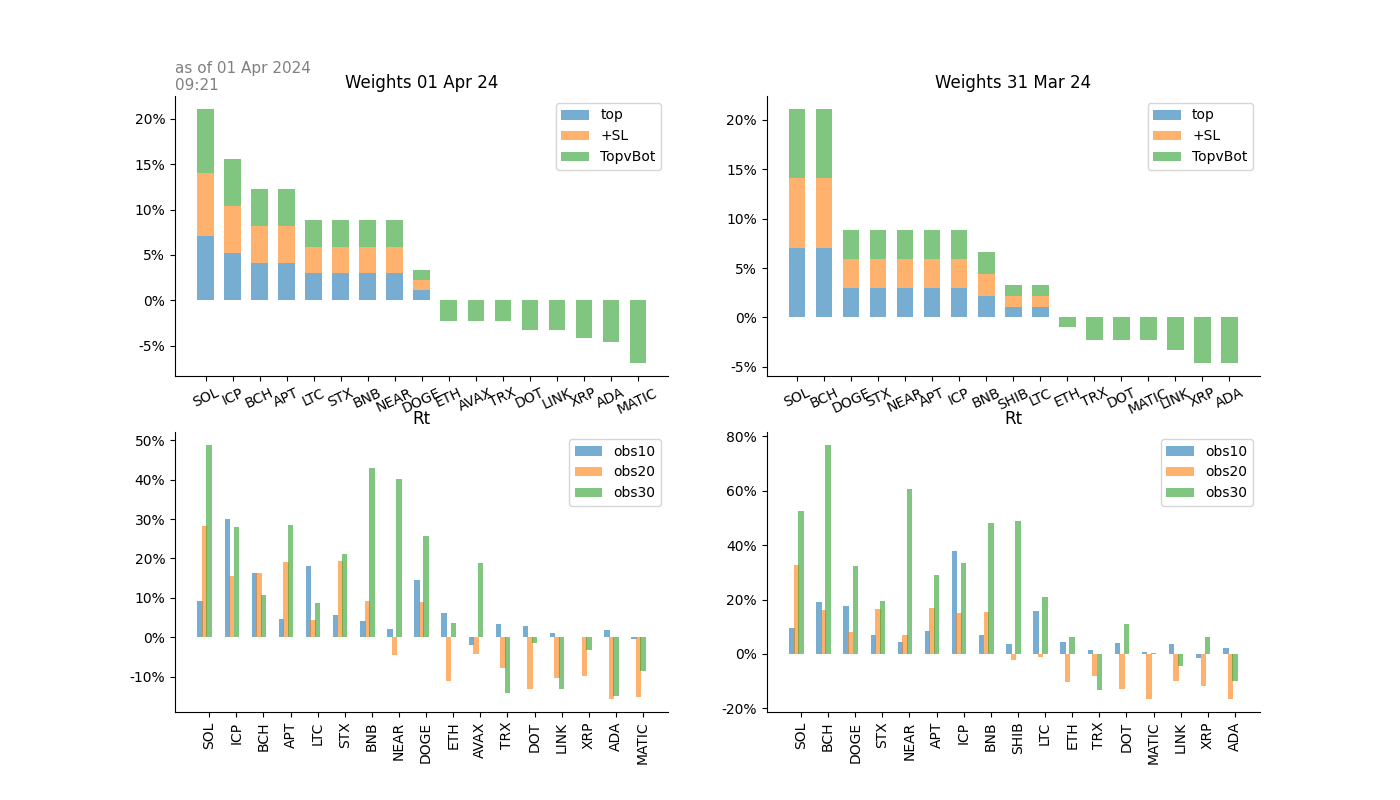 as of 01 Apr 2024
09:21
Weights 01 Apr 24
20%
15%
10%
5%
0%
-5%
top
+SL
TopvBot
SOL ICP BCH APT LTC STX BNB NEAR DOGE ETH AVAX TRX DOT LINK XRP ADA MATIC
Weights 31 Mar 24
20%
15%
10%
5%
0%
-5%
top
+SL
TopvBot
SOL BCH DOGE STX NEAR APT ICP BNB SHIB LTC ETH TRX DOT MATIC LINK XRP ADA
Rt
50%
40%
30%
20%
10%
0%
-10%
obs10
obs20
obs30
SOL ICP BCH APT LTC STX BNB NEAR DOGE ETH AVAX TRX DOT LINK XRP ADA MATIC
Rt
80%
60%
40%
20%
0%
-20%
obs10
obs20
obs30
SOL BCH DOGE STX NEAR APT ICP BNB SHIB LTC ETH TRX DOT MATIC LINK XRP ADA